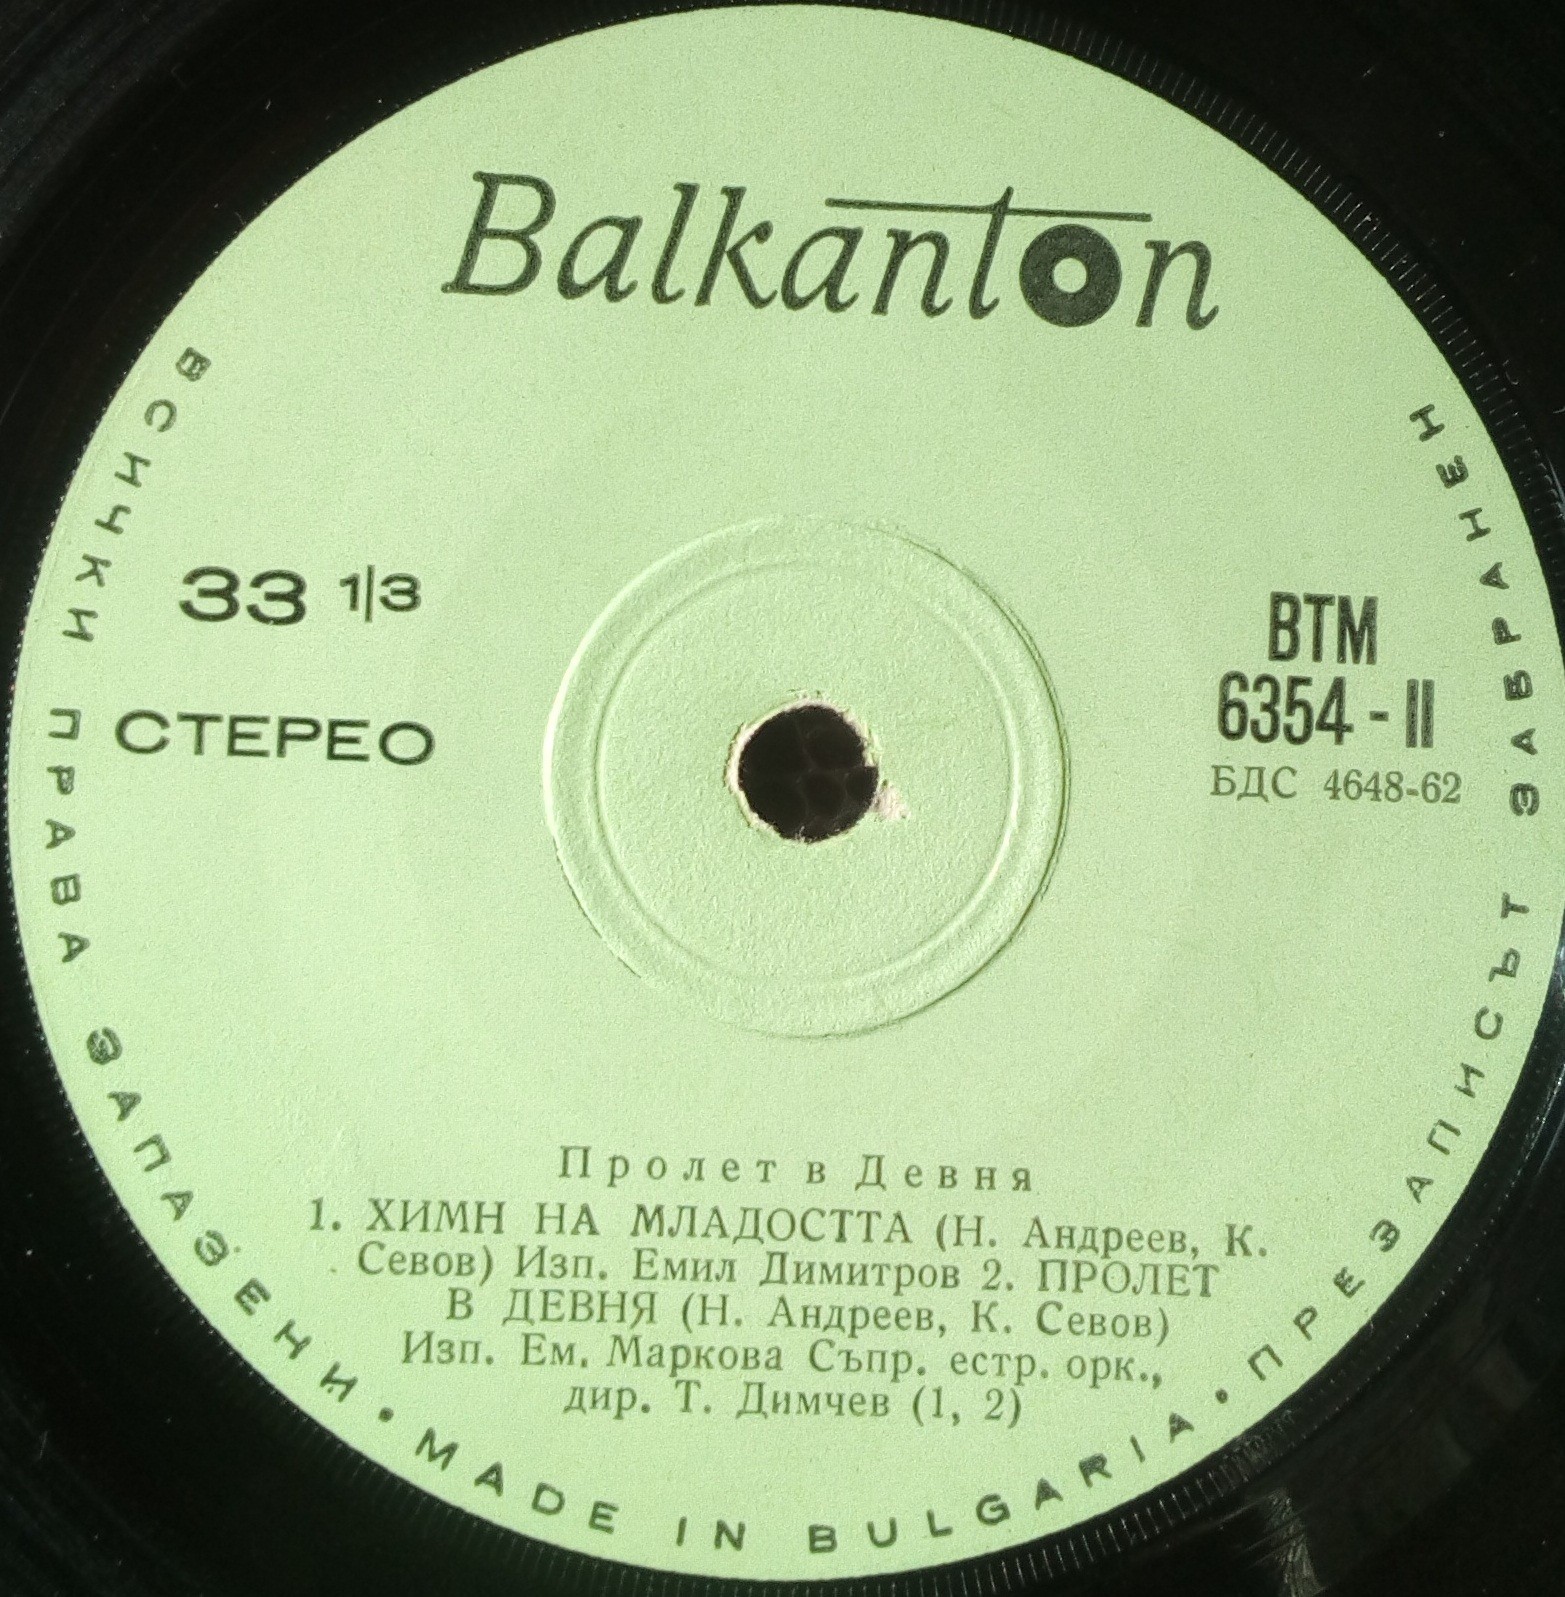 Balkanton
33 1/3
СТЕРЕО
ВТМ
6354 - II
БДС 4648-62
Пролет в Девня
1. ХИМН НА МЛАДОСТТА (Н. Андреев, К.
Севов) Изп. Емил Димитров 2. ПРОЛЕТ
В ДЕВНЯ (Н. Андреев, К. Севов)
Изп. Ем. Маркова Съпр. естр. орк.,
дир. Т. Димчев (1, 2)
ВСИЧКИ ПРАВА ЗАПАЗЕНИ • MADE IN BULGARIA • ПРЕЗАПИСЪТ ЗАБРАНЕН